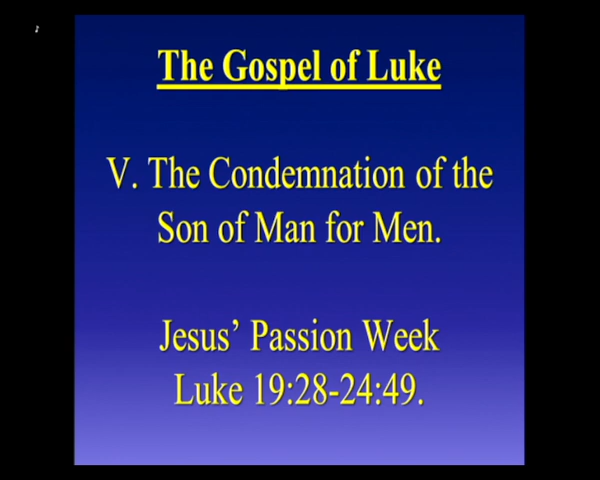 The Gospel of Luke
V. The Condemnation of the
Son of Man for Men.
Jesus’ Passion Week
Luke 19:28-24:49.